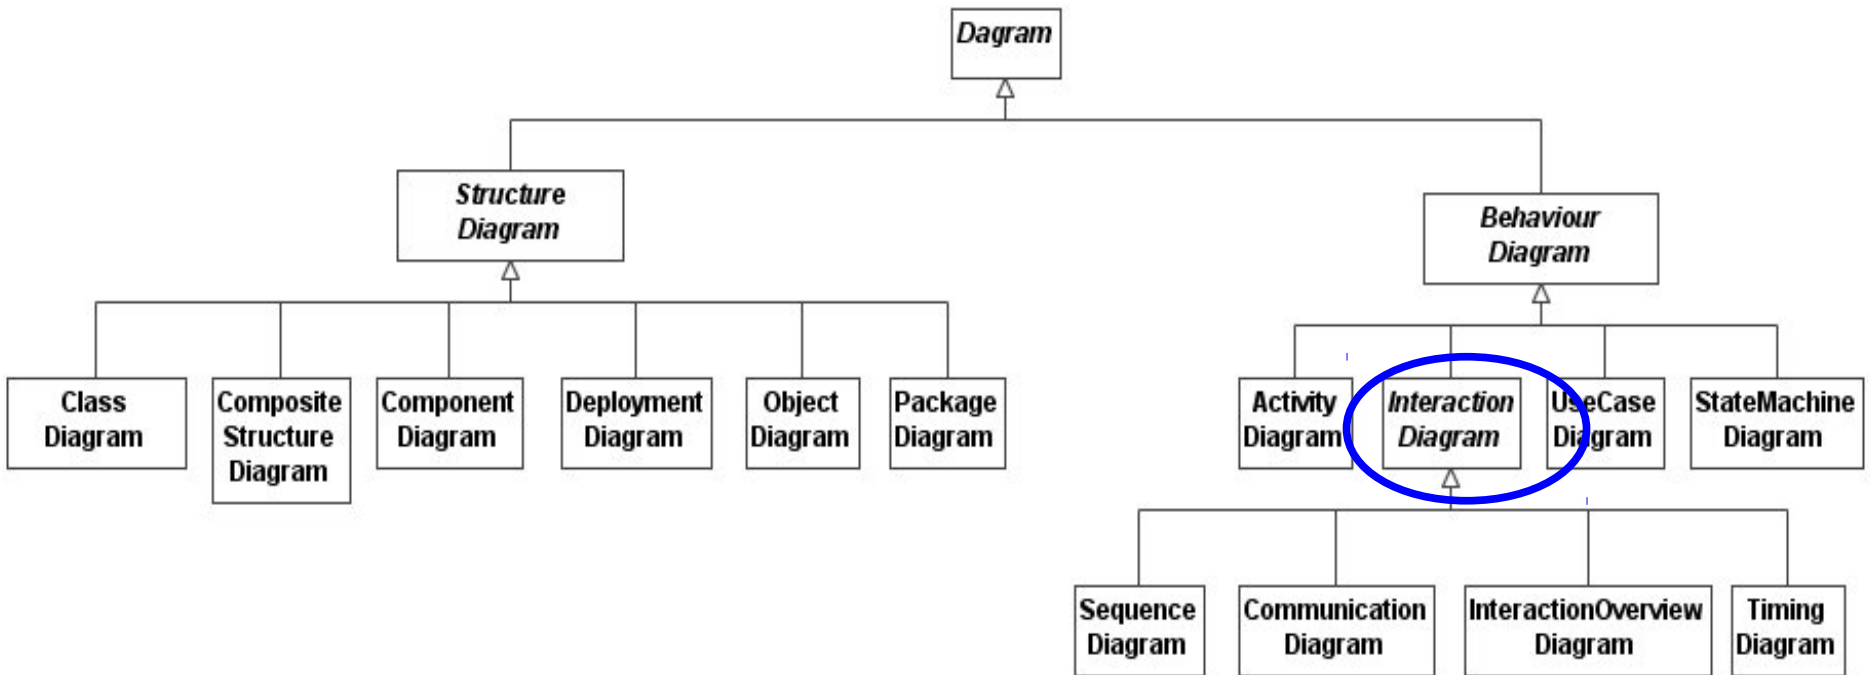 Dagram
Structure
Diagram
Behaviour
Diagram
Class
Diagram
Composite
Structure
Diagram
Component
Diagram
Deployment
Diagram
Object
Diagram
Package
Diagram
Activity
Diagram
Interaction
Diagram
UseCase
Diagram
StateMachine
Diagram
Sequence
Diagram
Communication
Diagram
InteractionOverview
Diagram
Timing
Diagram